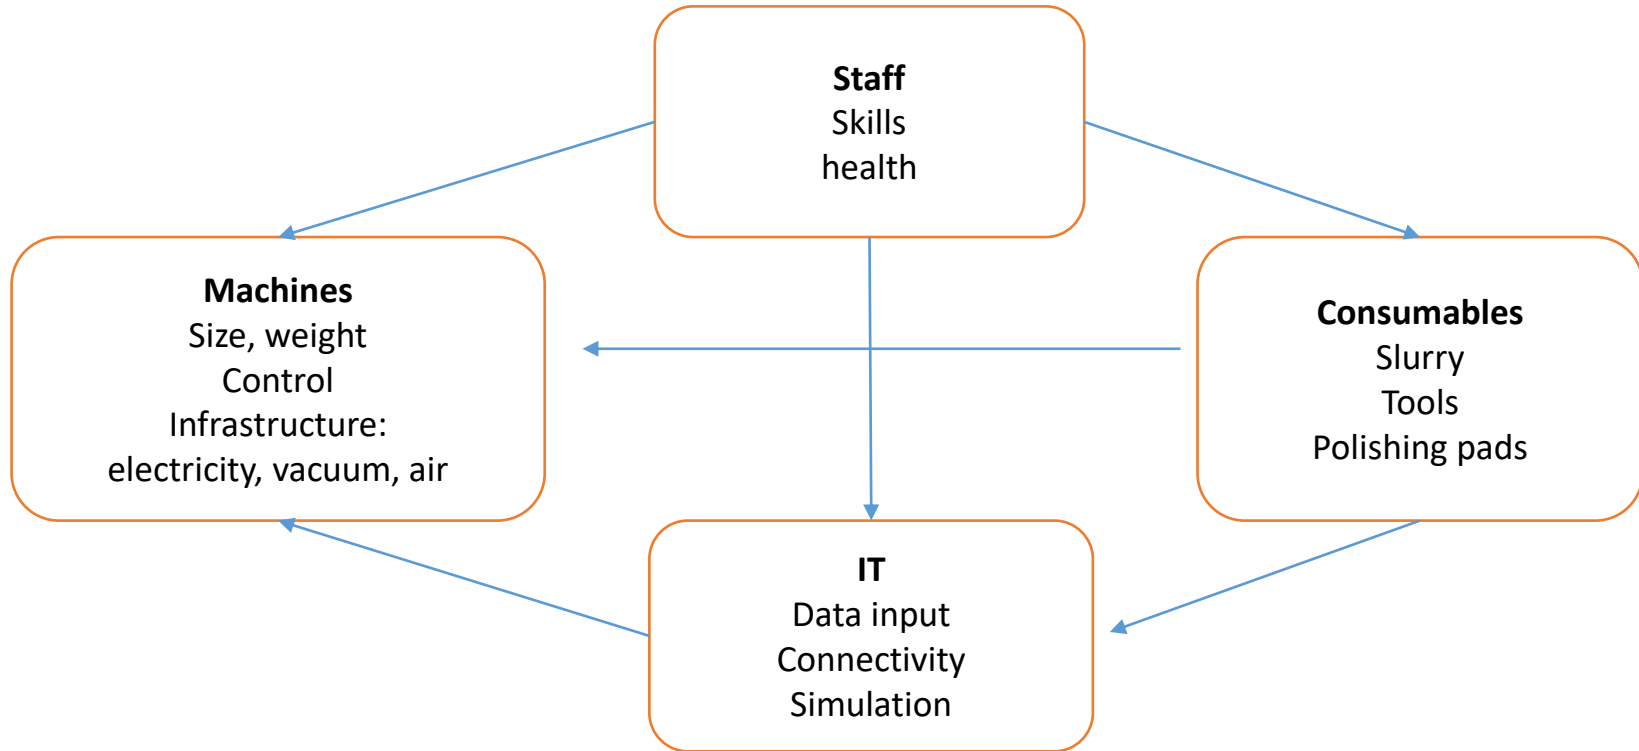 Staff
Skills
health
Machines
Size, weight
Control
Infrastructure:
electricity, vacuum, air
Consumables
Slurry
Tools
Polishing pads
IT
Data input
Connectivity
Simulation